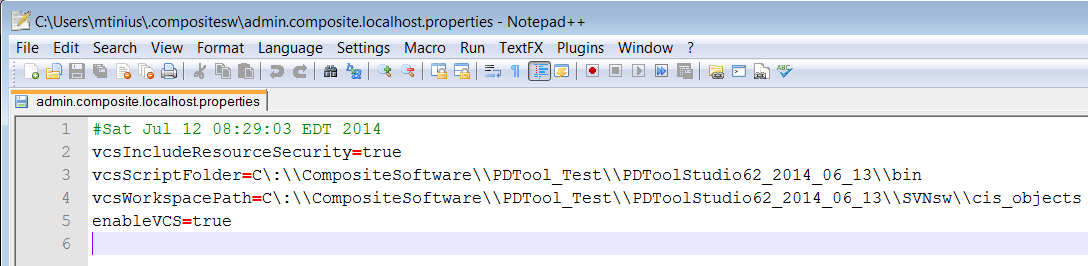 C:\Users\mtinius\.compositesw\admin.composite.localhost.properties - Notepad++
File Edit Search View Format Language Settings Macro Run TextFX Plugins Window ?
admin.composite.localhost.properties
1 #Sat Jul 12 08:29:03 EDT 2014
2 vcsIncludeResourceSecurity=true
3 vcsScriptFolder=C\:\\CompositeSoftware\\PDTool_Test\\PDToolStudio62_2014_06_13\\bin
4 vcsWorkspacePath=C\:\\CompositeSoftware\\PDTool_Test\\PDToolStudio62_2014_06_13\\SVNsw\\cis_objects
5 enableVCS=true
6